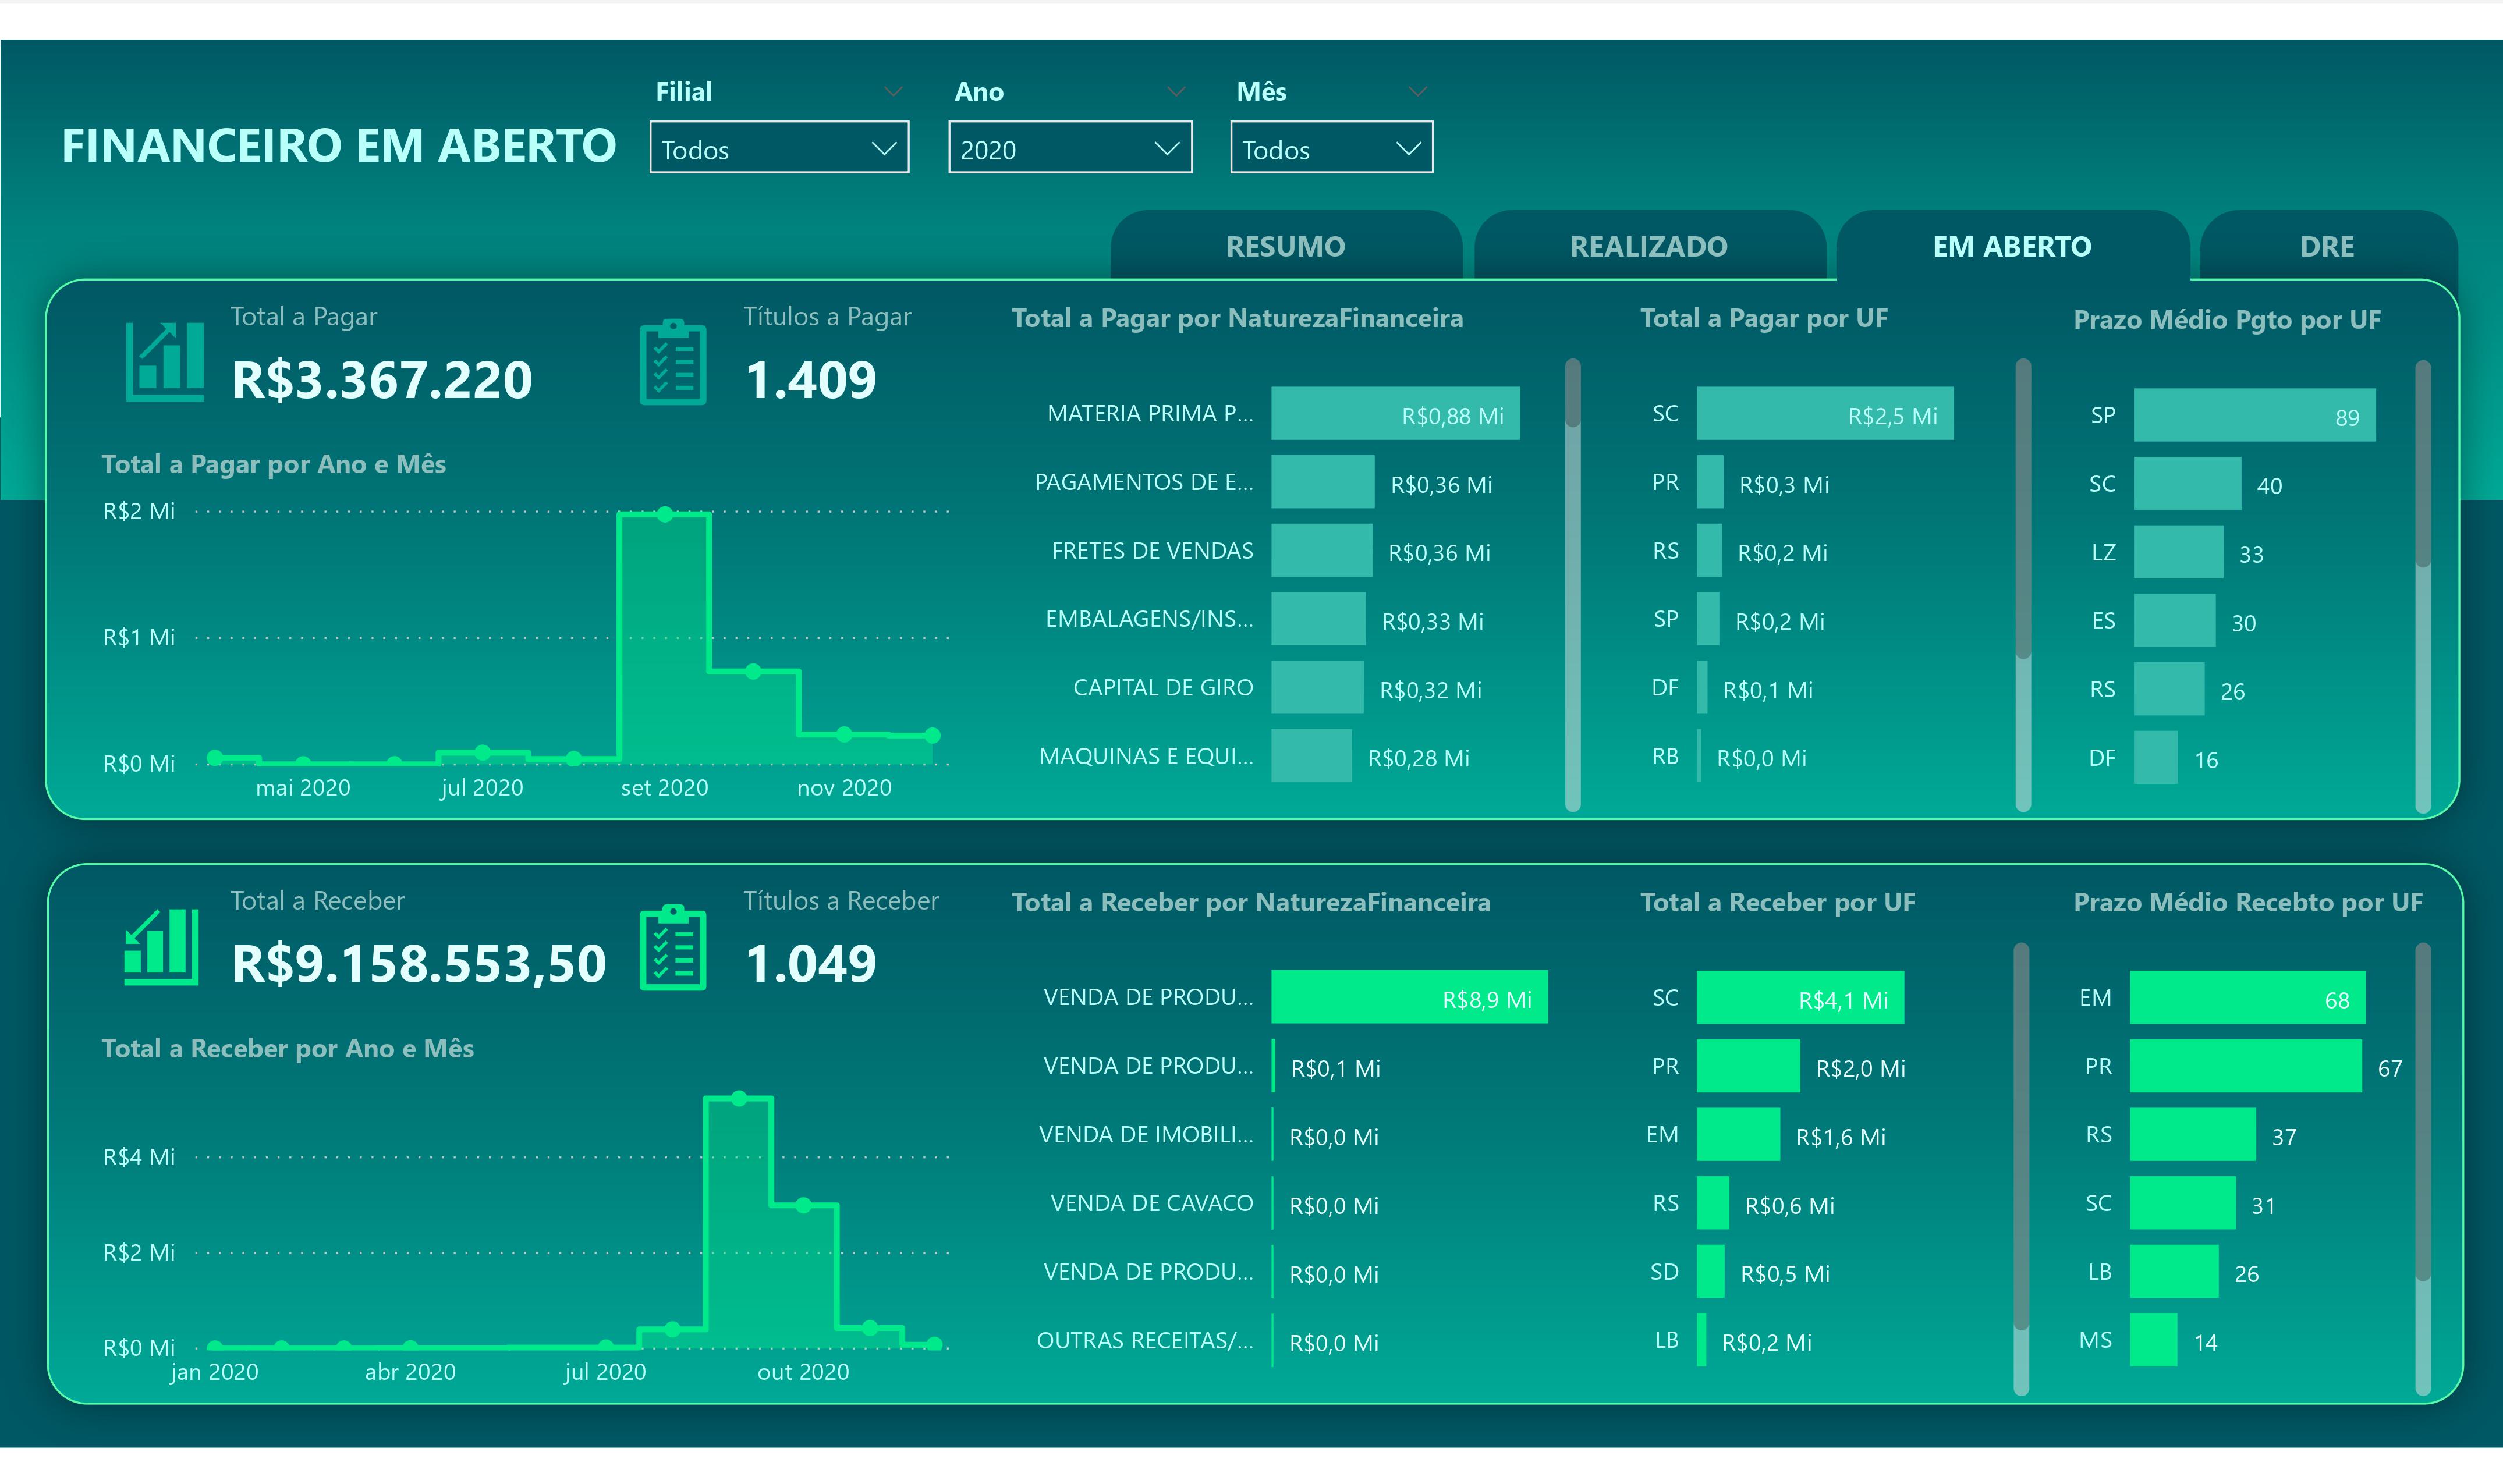 FINANCEIRO EM ABERTO
Filial
Todos
Ano
2020
Mês
Todos
RESUMO
REALIZADO
EM ABERTO
DRE
Total a Pagar
R$3.367.220
Títulos a Pagar
1.409
Total a Pagar por Ano e Mês
R$2 Mi
R$1 Mi
R$0 Mi
mai 2020 jul 2020 set 2020 nov 2020
Total a Pagar por NaturezaFinanceira
MATERIA PRIMA P... R$0,88 Mi
PAGAMENTOS DE E... R$0,36 Mi
FRETES DE VENDAS R$0,36 Mi
EMBALAGENS/INS... R$0,33 Mi
CAPITAL DE GIRO R$0,32 Mi
MAQUINAS E EQUI... R$0,28 Mi
Total a Pagar por UF
SC R$2,5 Mi
PR R$0,3 Mi
RS R$0,2 Mi
SP R$0,2 Mi
DF R$0,1 Mi
RB R$0,0 Mi
Prazo Médio Pgto por UF
SP 89
SC 40
LZ 33
ES 30
RS 26
DF 16
Total a Receber
R$9.158.553,50
Títulos a Receber
1.049
Total a Receber por Ano e Mês
R$4 Mi
R$2 Mi
R$0 Mi
jan 2020 abr 2020 jul 2020 out 2020
Total a Receber por NaturezaFinanceira
VENDA DE PRODU... R$8,9 Mi
VENDA DE PRODU... R$0,1 Mi
VENDA DE IMOBILI... R$0,0 Mi
VENDA DE CAVACO R$0,0 Mi
VENDA DE PRODU... R$0,0 Mi
OUTRAS RECEITAS/... R$0,0 Mi
Total a Receber por UF
SC R$4,1 Mi
PR R$2,0 Mi
EM R$1,6 Mi
RS R$0,6 Mi
SD R$0,5 Mi
LB R$0,2 Mi
Prazo Médio Recebto por UF
EM 68
PR 67
RS 37
SC 31
LB 26
MS 14